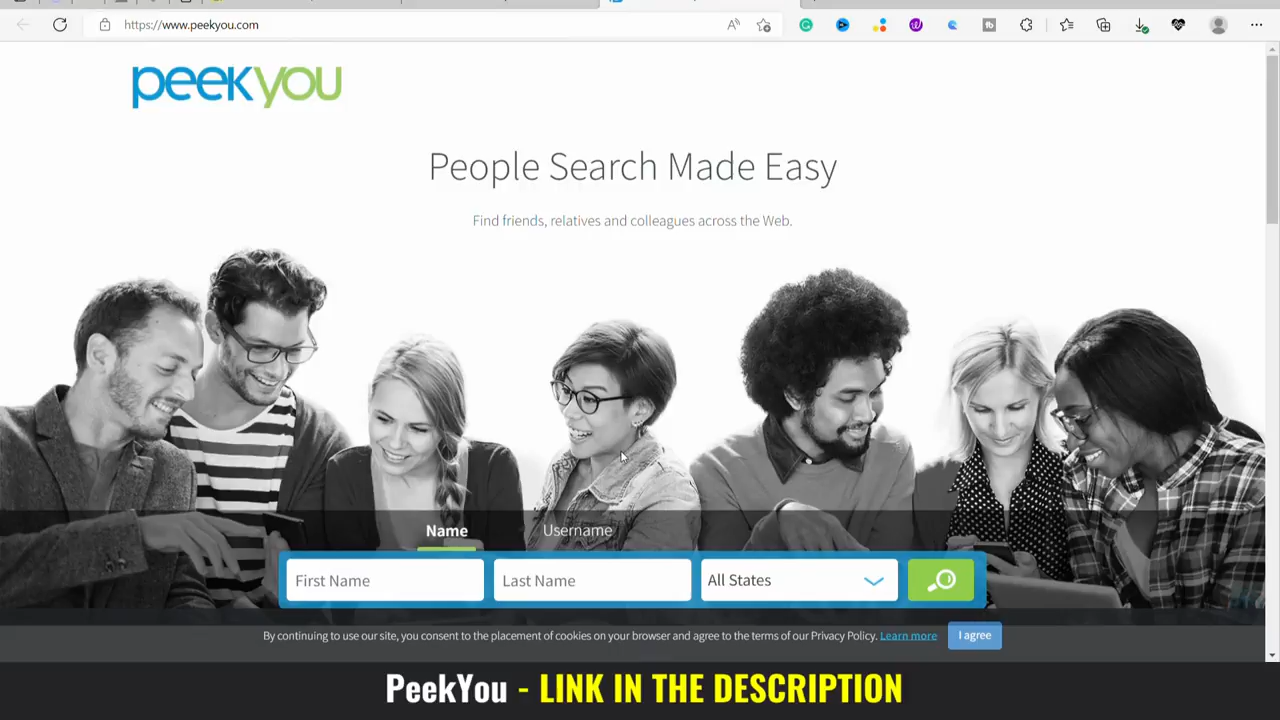 https://www.peekyou.com
peekyou
People Search Made Easy
Find friends, relatives and colleagues across the Web.
Name
Username
First Name
Last Name
All States
By continuing to use our site, you consent to the placement of cookies on your browser and agree to the terms of our Privacy Policy. Learn more
I agree
PeekYou - LINK IN THE DESCRIPTION